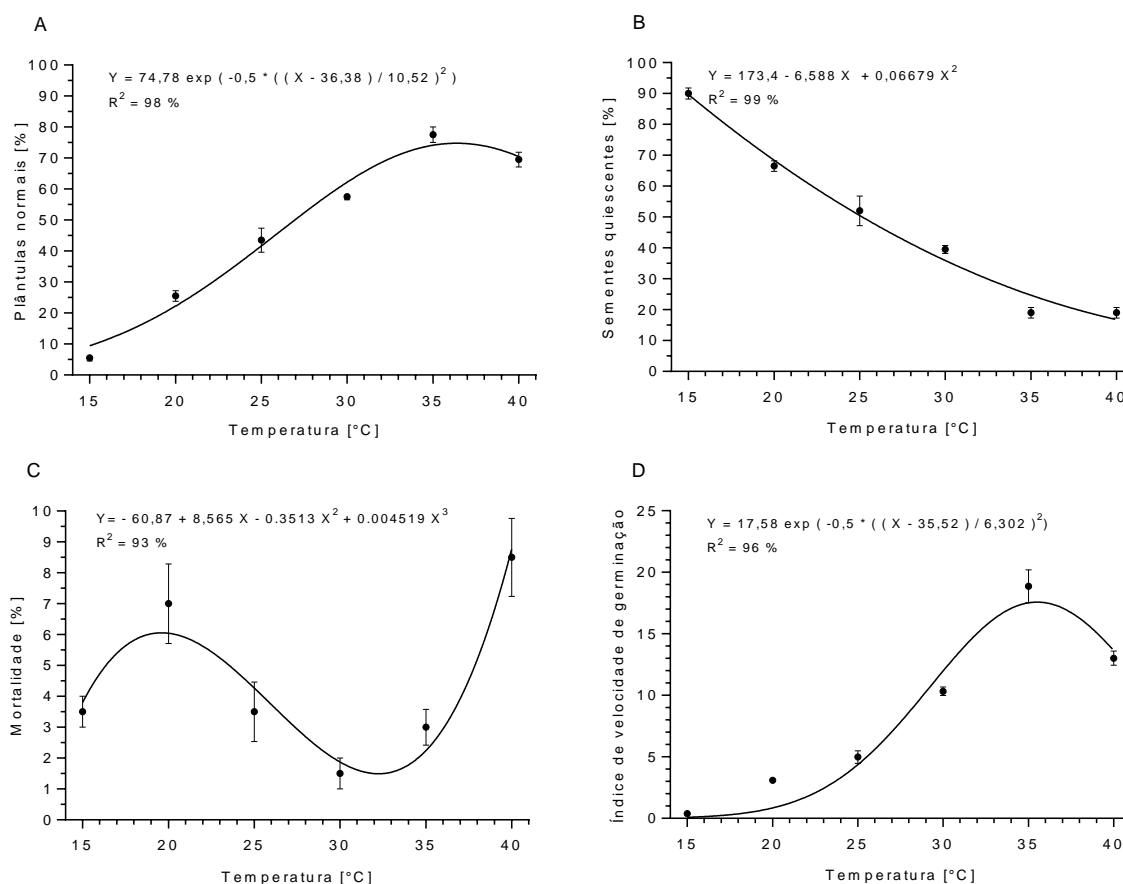 A
Y = 74,78 exp ( -0,5 * ( ( X - 36,38 ) / 10,52 )² )
R² = 98 %
Plântulas normais [%]
100
90
80
70
60
50
40
30
20
10
0
15 20 25 30 35 40
Temperatura [°C]
B
Y = 173,4 - 6,588 X + 0,06679 X²
R² = 99 %
Sementes quiescentes [%]
100
90
80
70
60
50
40
30
20
10
0
15 20 25 30 35 40
Temperatura [°C]
C
Y= - 60,87 + 8,565 X - 0.3513 X² + 0.004519 X³
R² = 93 %
Mortalidade [%]
10
9
8
7
6
5
4
3
2
1
0
15 20 25 30 35 40
Temperatura [°C]
D
Y = 17,58 exp ( -0,5 * ( ( X - 35,52 ) / 6,302 )²)
R² = 96 %
Índice de velocidade de germinação
25
20
15
10
5
0
15 20 25 30 35 40
Temperatura [°C]